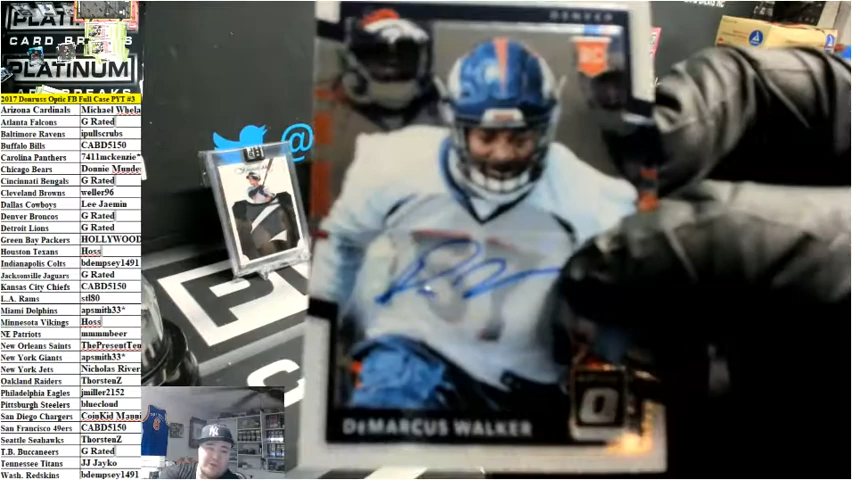 PLATINUM
CARD BREAKS
PLATINUM
2017 Donruss Optic FB Full Case PYT #3
Arizona Cardinals Michael Whela
Atlanta Falcons G Rated
Baltimore Ravens ipullscrubs
Buffalo Bills CABD5150
Carolina Panthers 7411mckenzie*
Chicago Bears Donnie Mundes
Cincinnati Bengals G Rated
Cleveland Browns weller96
Dallas Cowboys Lee Jaemin
Denver Broncos G Rated
Detroit Lions G Rated
Green Bay Packers HOLLYWOOD
Houston Texans Hoss
Indianapolis Colts bdempsey1491
Jacksonville Jaguars G Rated
Kansas City Chiefs CABD5150
L.A. Rams stl80
Miami Dolphins apsmith33*
Minnesota Vikings Hoss
NE Patriots mmmmbeer
New Orleans Saints ThePresentTen
New York Giants apsmith33*
New York Jets Nicholas River
Oakland Raiders ThorstenZ
Philadelphia Eagles jmiller2152
Pittsburgh Steelers bluecloud
San Diego Chargers CoinKid Manni
San Francisco 49ers CABD5150
Seattle Seahawks ThorstenZ
T.B. Buccaneers G Rated
Tennessee Titans JJ Jayko
Wash. Redskins bdempsey1491
@
DENVER
RC
DeMARCUS WALKER